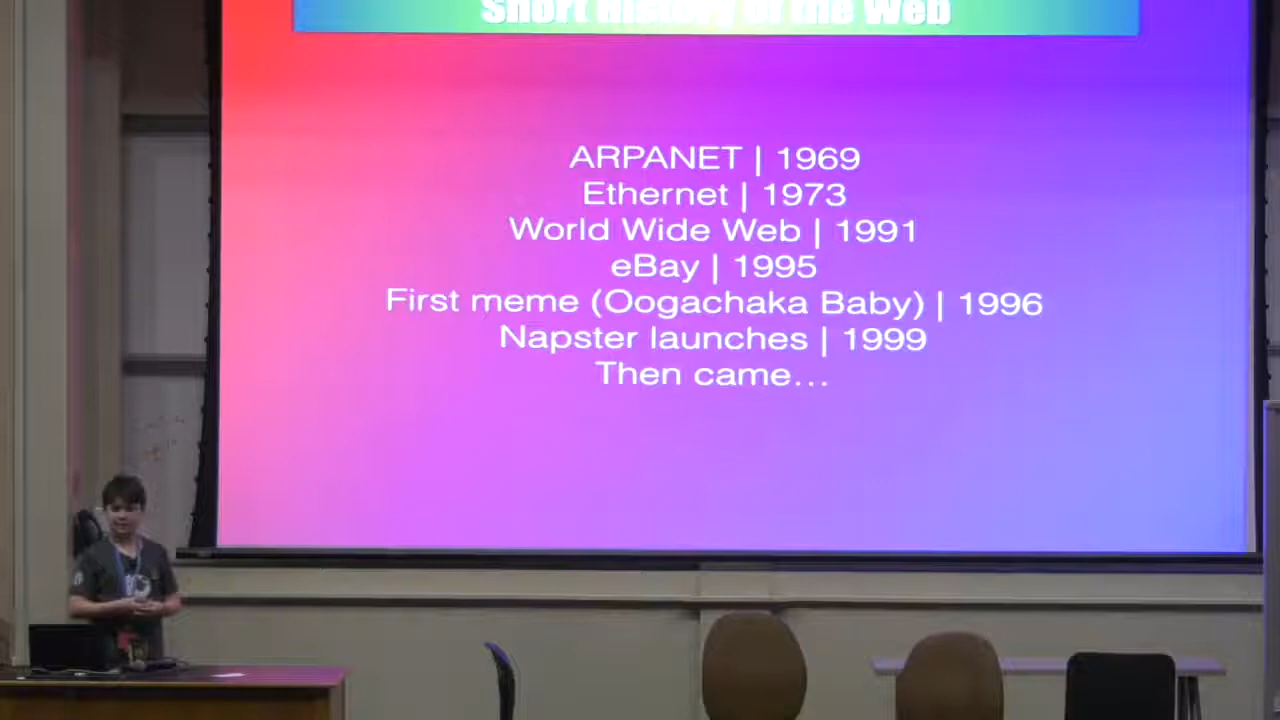 Short History of the Web
ARPANET | 1969
Ethernet | 1973
World Wide Web | 1991
eBay | 1995
First meme (Oogachaka Baby) | 1996
Napster launches | 1999
Then came...